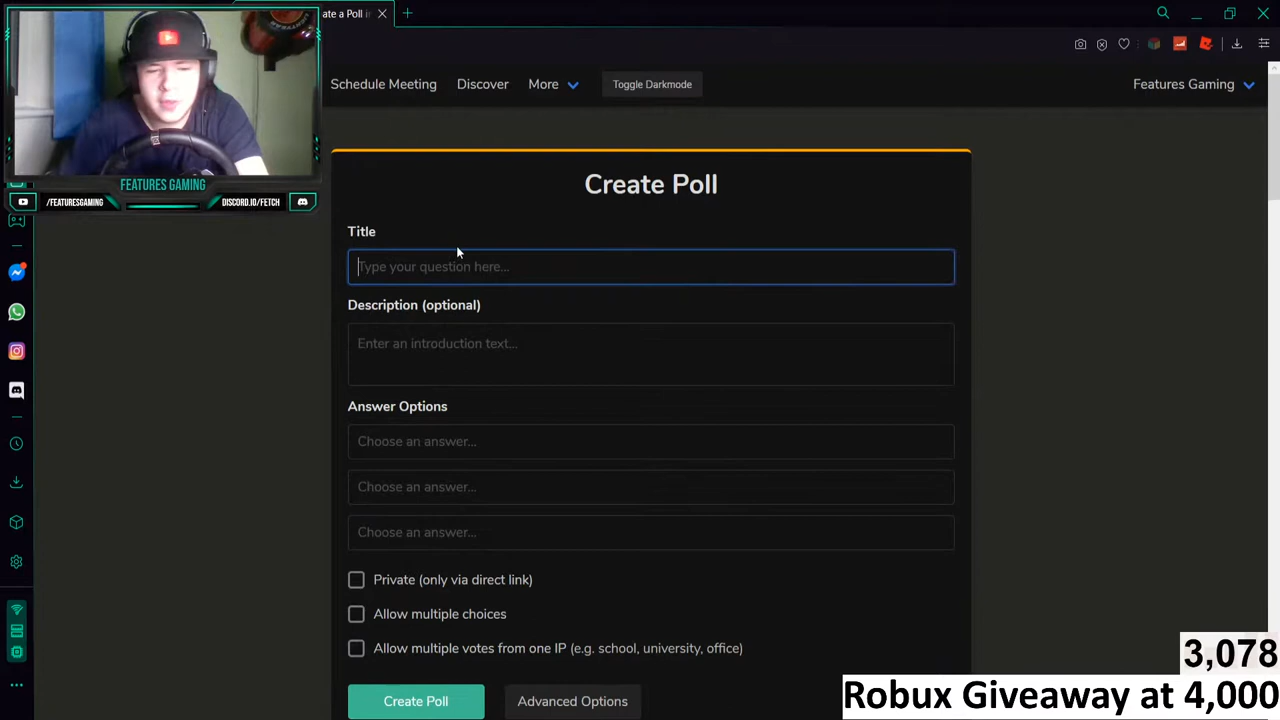 ate a Poll i
Schedule Meeting
Discover
More
Toggle Darkmode
Features Gaming
FEATURES GAMING
/FEATURESGAMING
DISCORD.IO/FETCH
Create Poll
Title
Type your question here...
Description (optional)
Enter an introduction text...
Answer Options
Choose an answer...
Choose an answer...
Choose an answer...
Private (only via direct link)
Allow multiple choices
Allow multiple votes from one IP (e.g. school, university, office)
Create Poll
Advanced Options
3,078
Robux Giveaway at 4,000